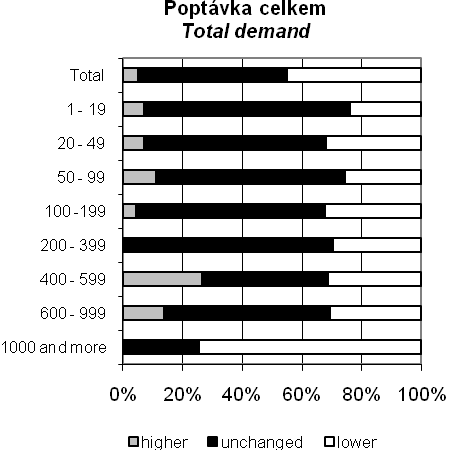 Poptávka celkem
Total demand
Total
1 - 19
20 - 49
50 - 99
100 - 199
200 - 399
400 - 599
600 - 999
1000 and more
0% 20% 40% 60% 80% 100%
higher unchanged lower